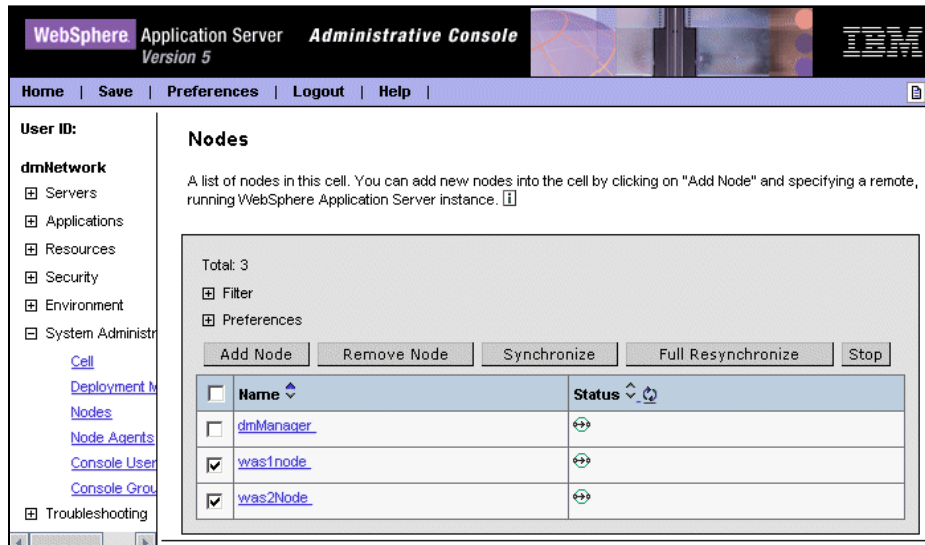 WebSphere. Application Server Administrative Console
Version 5
IBM
Home | Save | Preferences | Logout | Help |
User ID:
dmNetwork
Servers
Applications
Resources
Security
Environment
System Administr
Cell
Deployment M
Nodes
Node Agents
Console User
Console Grou
Troubleshooting
Nodes
A list of nodes in this cell. You can add new nodes into the cell by clicking on "Add Node" and specifying a remote,
running WebSphere Application Server instance. i
Total: 3
Filter
Preferences
Add Node Remove Node Synchronize Full Resynchronize Stop
Name Status
dmManager
was1node
was2Node